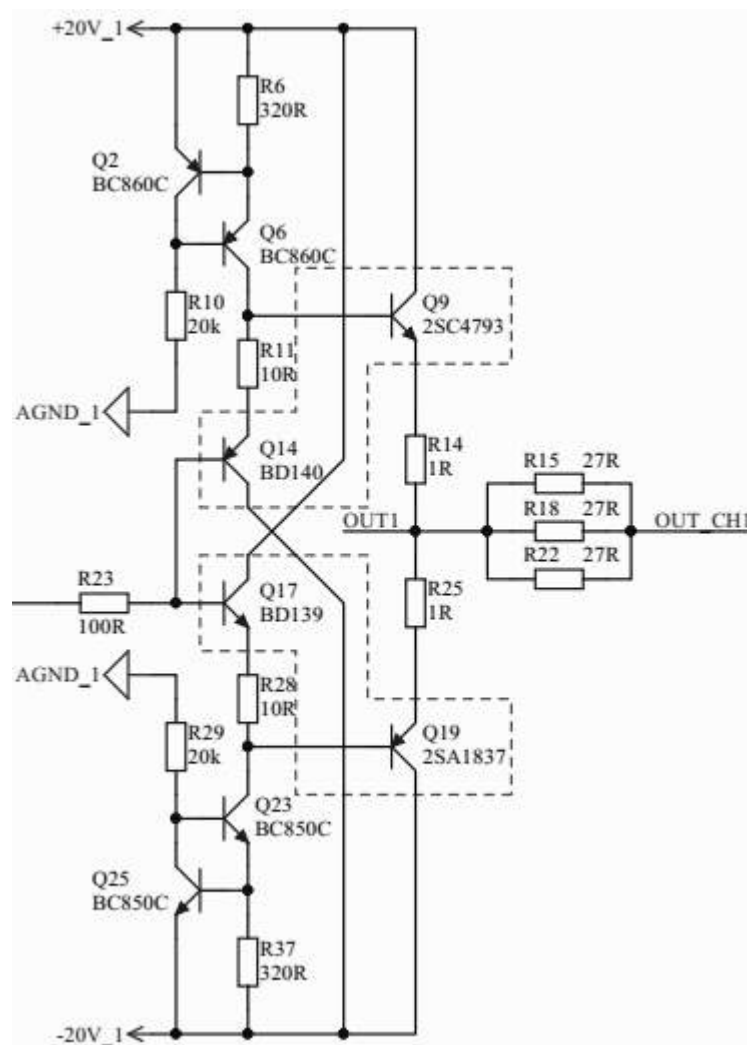 +20V_1
R6
320R
Q2
BC860C
Q6
BC860C
R10
20k
Q9
2SC4793
R11
10R
AGND_1
Q14
BD140
R14
1R
R15 27R
OUT1
R18 27R
OUT_CH1
R22 27R
R23
100R
Q17
BD139
R25
1R
AGND_1
R28
10R
R29
20k
Q19
2SA1837
Q23
BC850C
Q25
BC850C
R37
320R
-20V_1